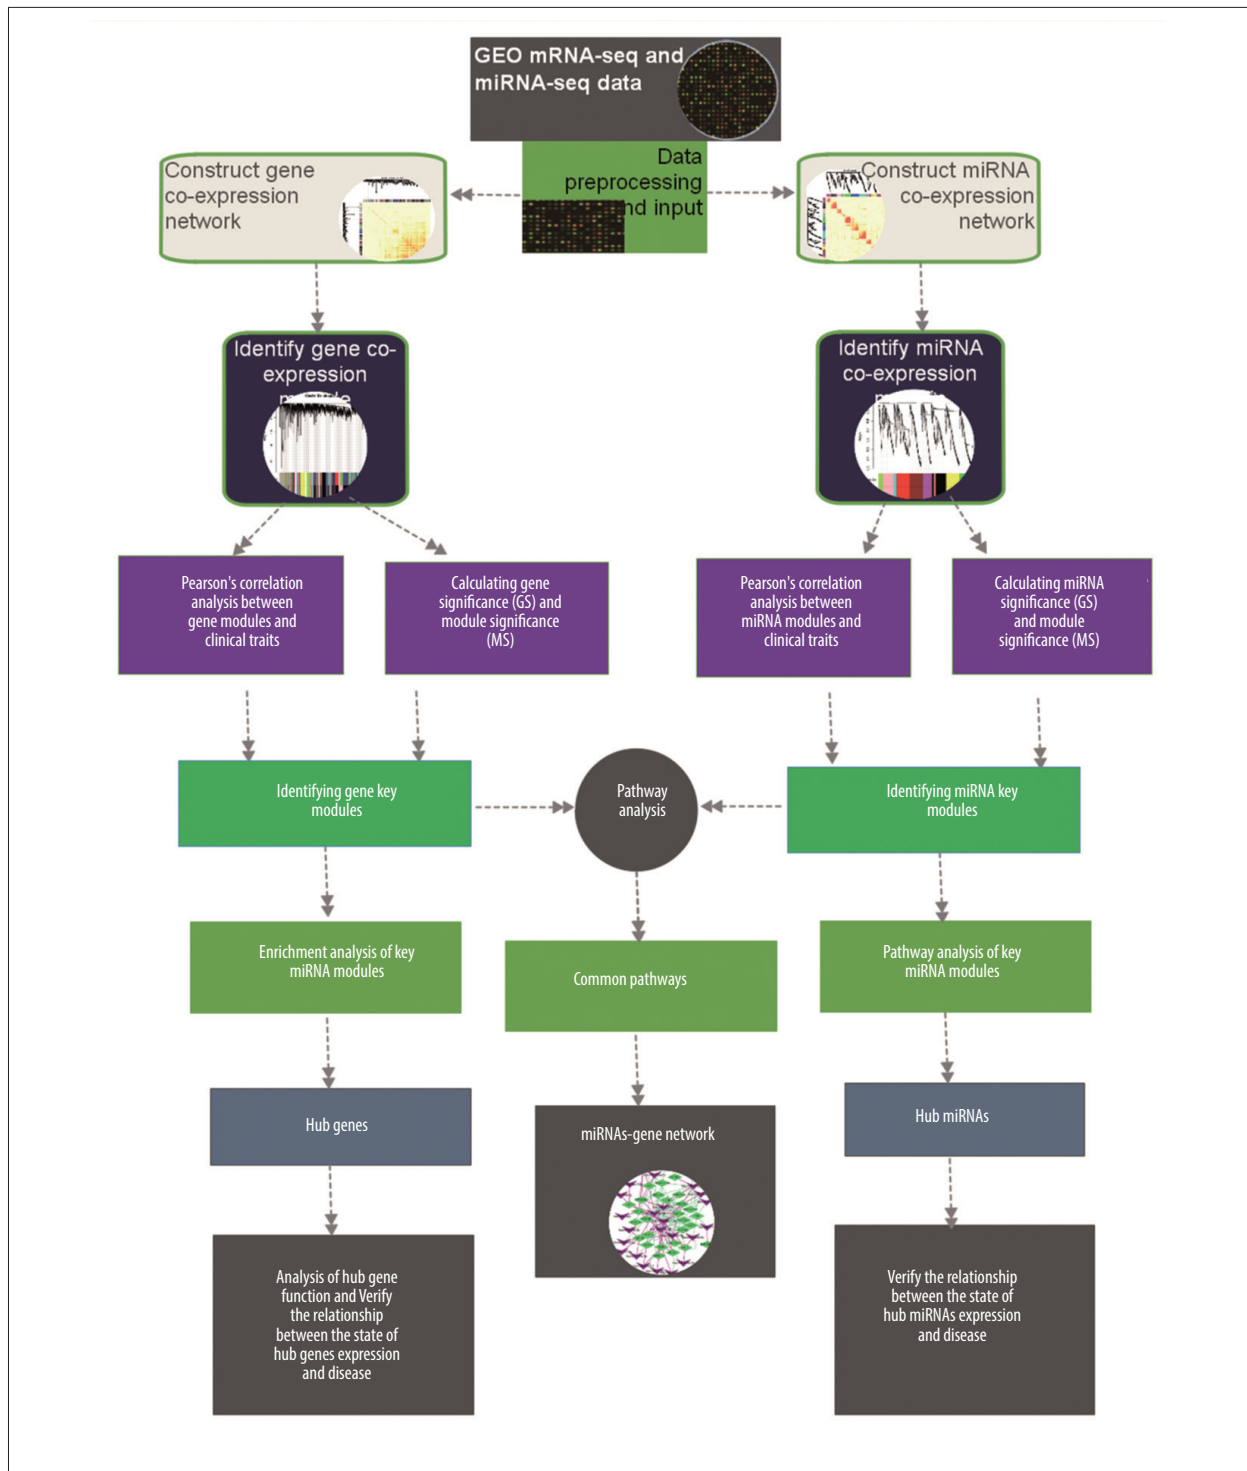 GEO mRNA-seq and
miRNA-seq data
Data
preprocessing
and input
Construct gene
co-expression
network
Construct miRNA
co-expression
network
Identify gene co-
expression
Identify miRNA
co-expression
Pearson's correlation
analysis between
gene modules and
clinical traits
Calculating gene
significance (GS) and
module significance
(MS)
Pearson's correlation
analysis between
miRNA modules and
clinical traits
Calculating miRNA
significance (GS)
and module
significance (MS)
Identifying gene key
modules
Pathway
analysis
Identifying miRNA key
modules
Enrichment analysis of key
miRNA modules
Common pathways
Pathway analysis of key
miRNA modules
Hub genes
miRNAs-gene network
Hub miRNAs
Analysis of hub gene
function and Verify
the relationship
between the state of
hub genes expression
and disease
Verify the relationship
between the state of
hub miRNAs expression
and disease